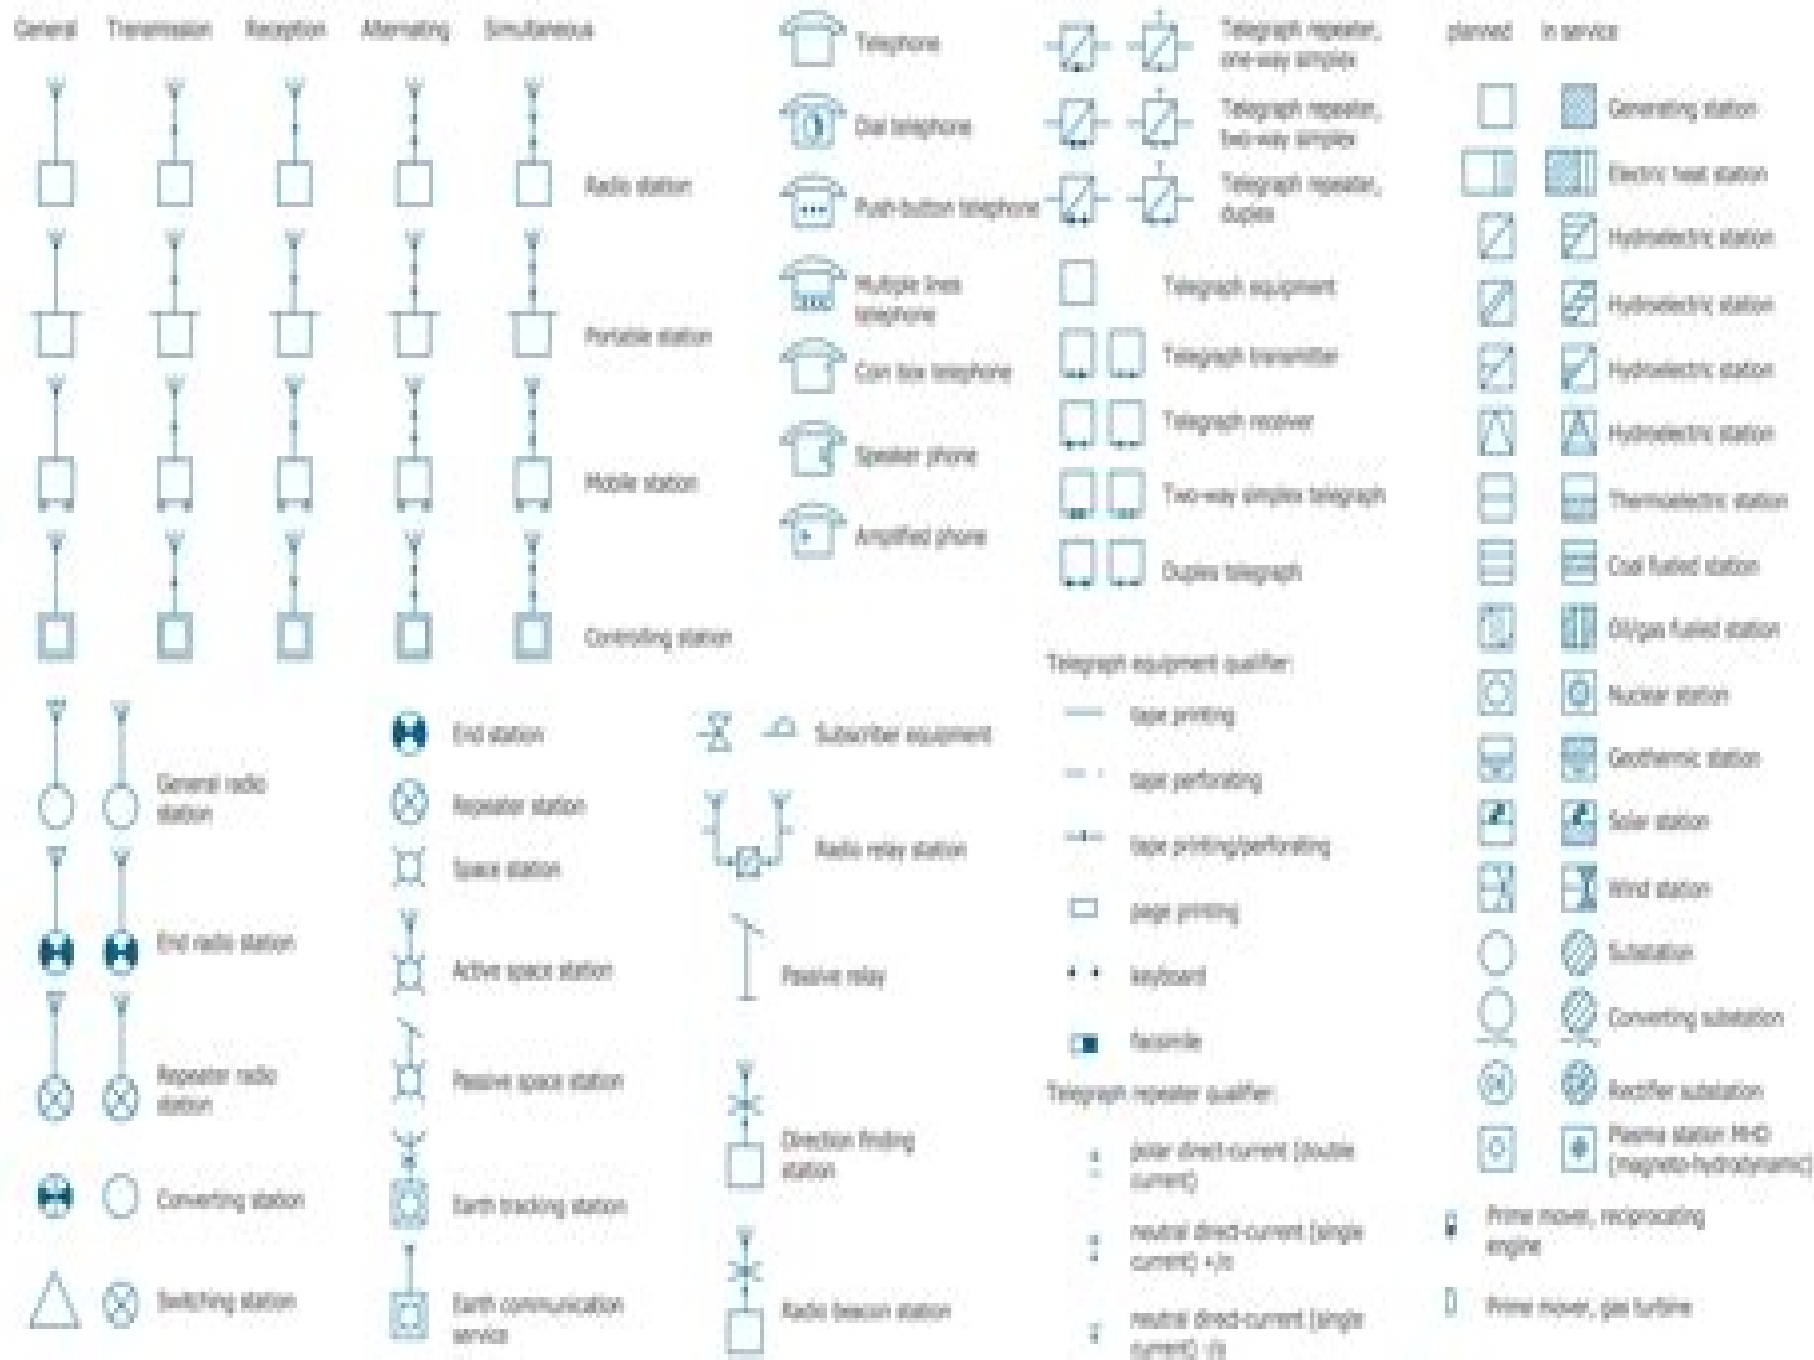 General Transmission Reception Alternating Simultaneous
Radio station
Portable station
Mobile station
Controlling station
General radio
station
End radio station
Repeater radio
station
Converting station
Switching station
End station
Repeater station
Space station
Active space station
Passive space station
Earth tracking station
Earth communication
service
Telephone
Dial telephone
Push-button telephone
Multiple lines
telephone
Coin box telephone
Speaker phone
Amplified phone
Subscriber equipment
Radio relay station
Passive relay
Direction finding
station
Radio beacon station
Telegraph repeater,
one-way simplex
Telegraph repeater,
two-way simplex
Telegraph repeater,
duplex
Telegraph equipment
Telegraph transmitter
Telegraph receiver
Two-way simplex telegraph
Duplex telegraph
Telegraph equipment qualifier:
tape printing
tape perforating
tape printing/perforating
page printing
keyboard
facsimile
Telegraph repeater qualifier:
polar direct-current (double
current)
neutral direct-current (single
current) +/o
neutral direct-current (single
current) -/o
planned in service
Generating station
Electric heat station
Hydroelectric station
Hydroelectric station
Hydroelectric station
Hydroelectric station
Thermoelectric station
Coal fueled station
Oil/gas fueled station
Nuclear station
Geothermic station
Solar station
Wind station
Substation
Converting substation
Rectifier substation
Plasma station MHD
(magneto-hydrodynamic)
Prime mover, reciprocating
engine
Prime mover, gas turbine